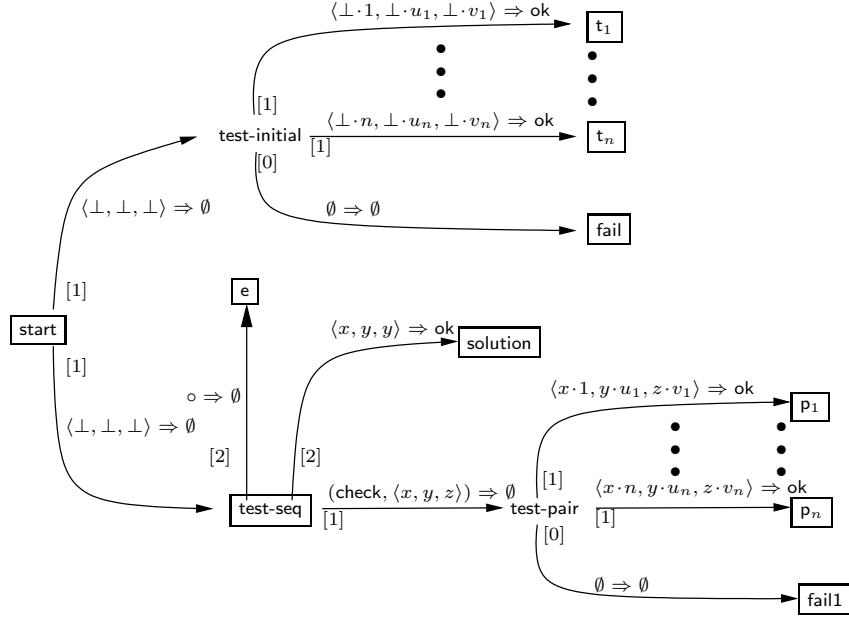 ⟨⊥·1, ⊥·u₁, ⊥·v₁⟩ ⇒ ok
t₁
[1]
⟨⊥·n, ⊥·uₙ, ⊥·vₙ⟩ ⇒ ok
test-initial
[1]
tₙ
[0]
⟨⊥, ⊥, ⊥⟩ ⇒ ∅
∅ ⇒ ∅
fail
[1]
e
start
⟨x, y, y⟩ ⇒ ok
solution
[1]
∘ ⇒ ∅
⟨x·1, y·u₁, z·v₁⟩ ⇒ ok
p₁
⟨⊥, ⊥, ⊥⟩ ⇒ ∅
[2]
[2]
[1]
⟨x·n, y·uₙ, z·vₙ⟩ ⇒ ok
test-seq
(check, ⟨x, y, z⟩) ⇒ ∅
[1]
test-pair
[1]
pₙ
[0]
∅ ⇒ ∅
fail1